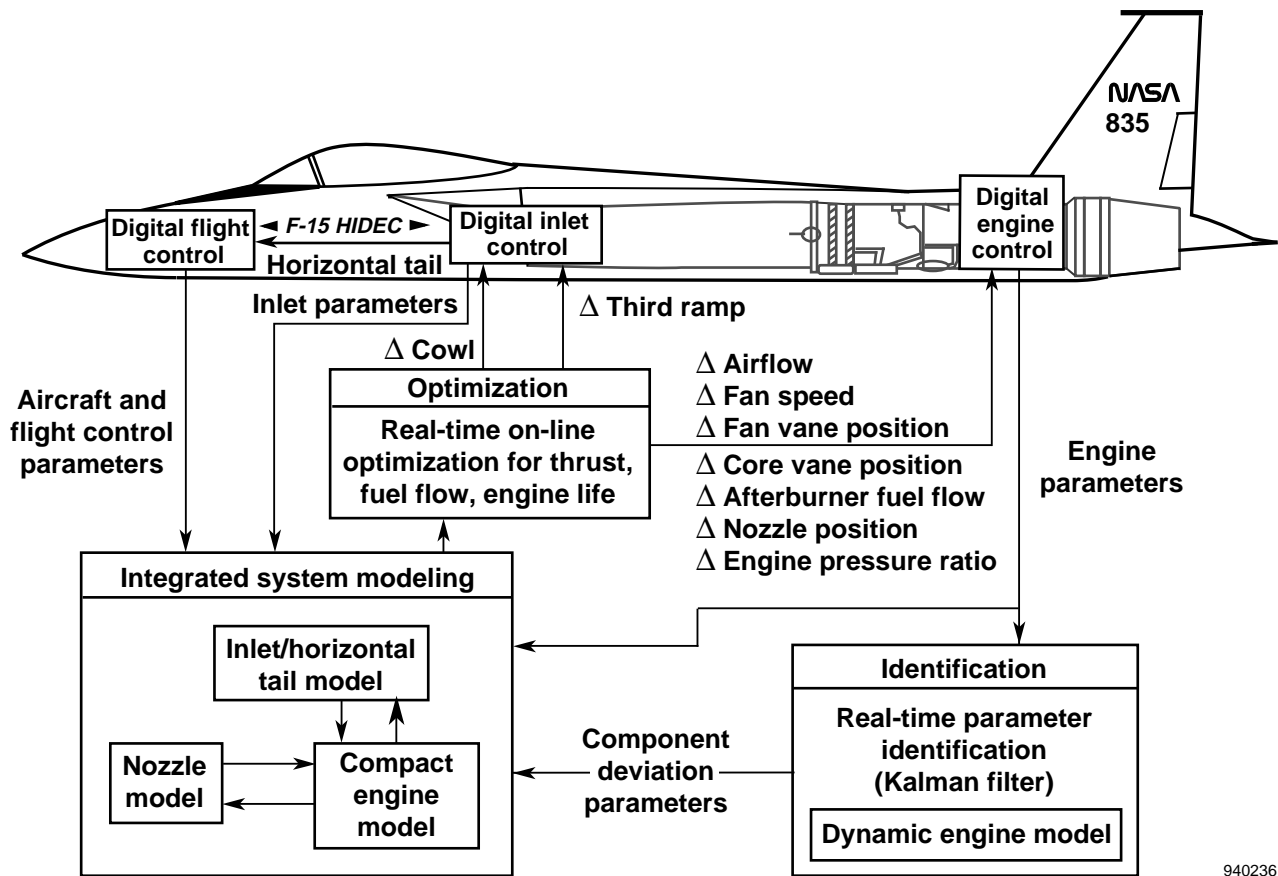 NASA
835
Digital flight
control
F-15 HIDEC
Digital inlet
control
Digital
engine
control
Horizontal tail
Inlet parameters
Δ Third ramp
Δ Cowl
Aircraft and
flight control
parameters
Optimization
Real-time on-line
optimization for thrust,
fuel flow, engine life
Δ Airflow
Δ Fan speed
Δ Fan vane position
Δ Core vane position
Δ Afterburner fuel flow
Δ Nozzle position
Δ Engine pressure ratio
Engine
parameters
Integrated system modeling
Inlet/horizontal
tail model
Nozzle
model
Compact
engine
model
Component
deviation
parameters
Identification
Real-time parameter
identification
(Kalman filter)
Dynamic engine model
940236